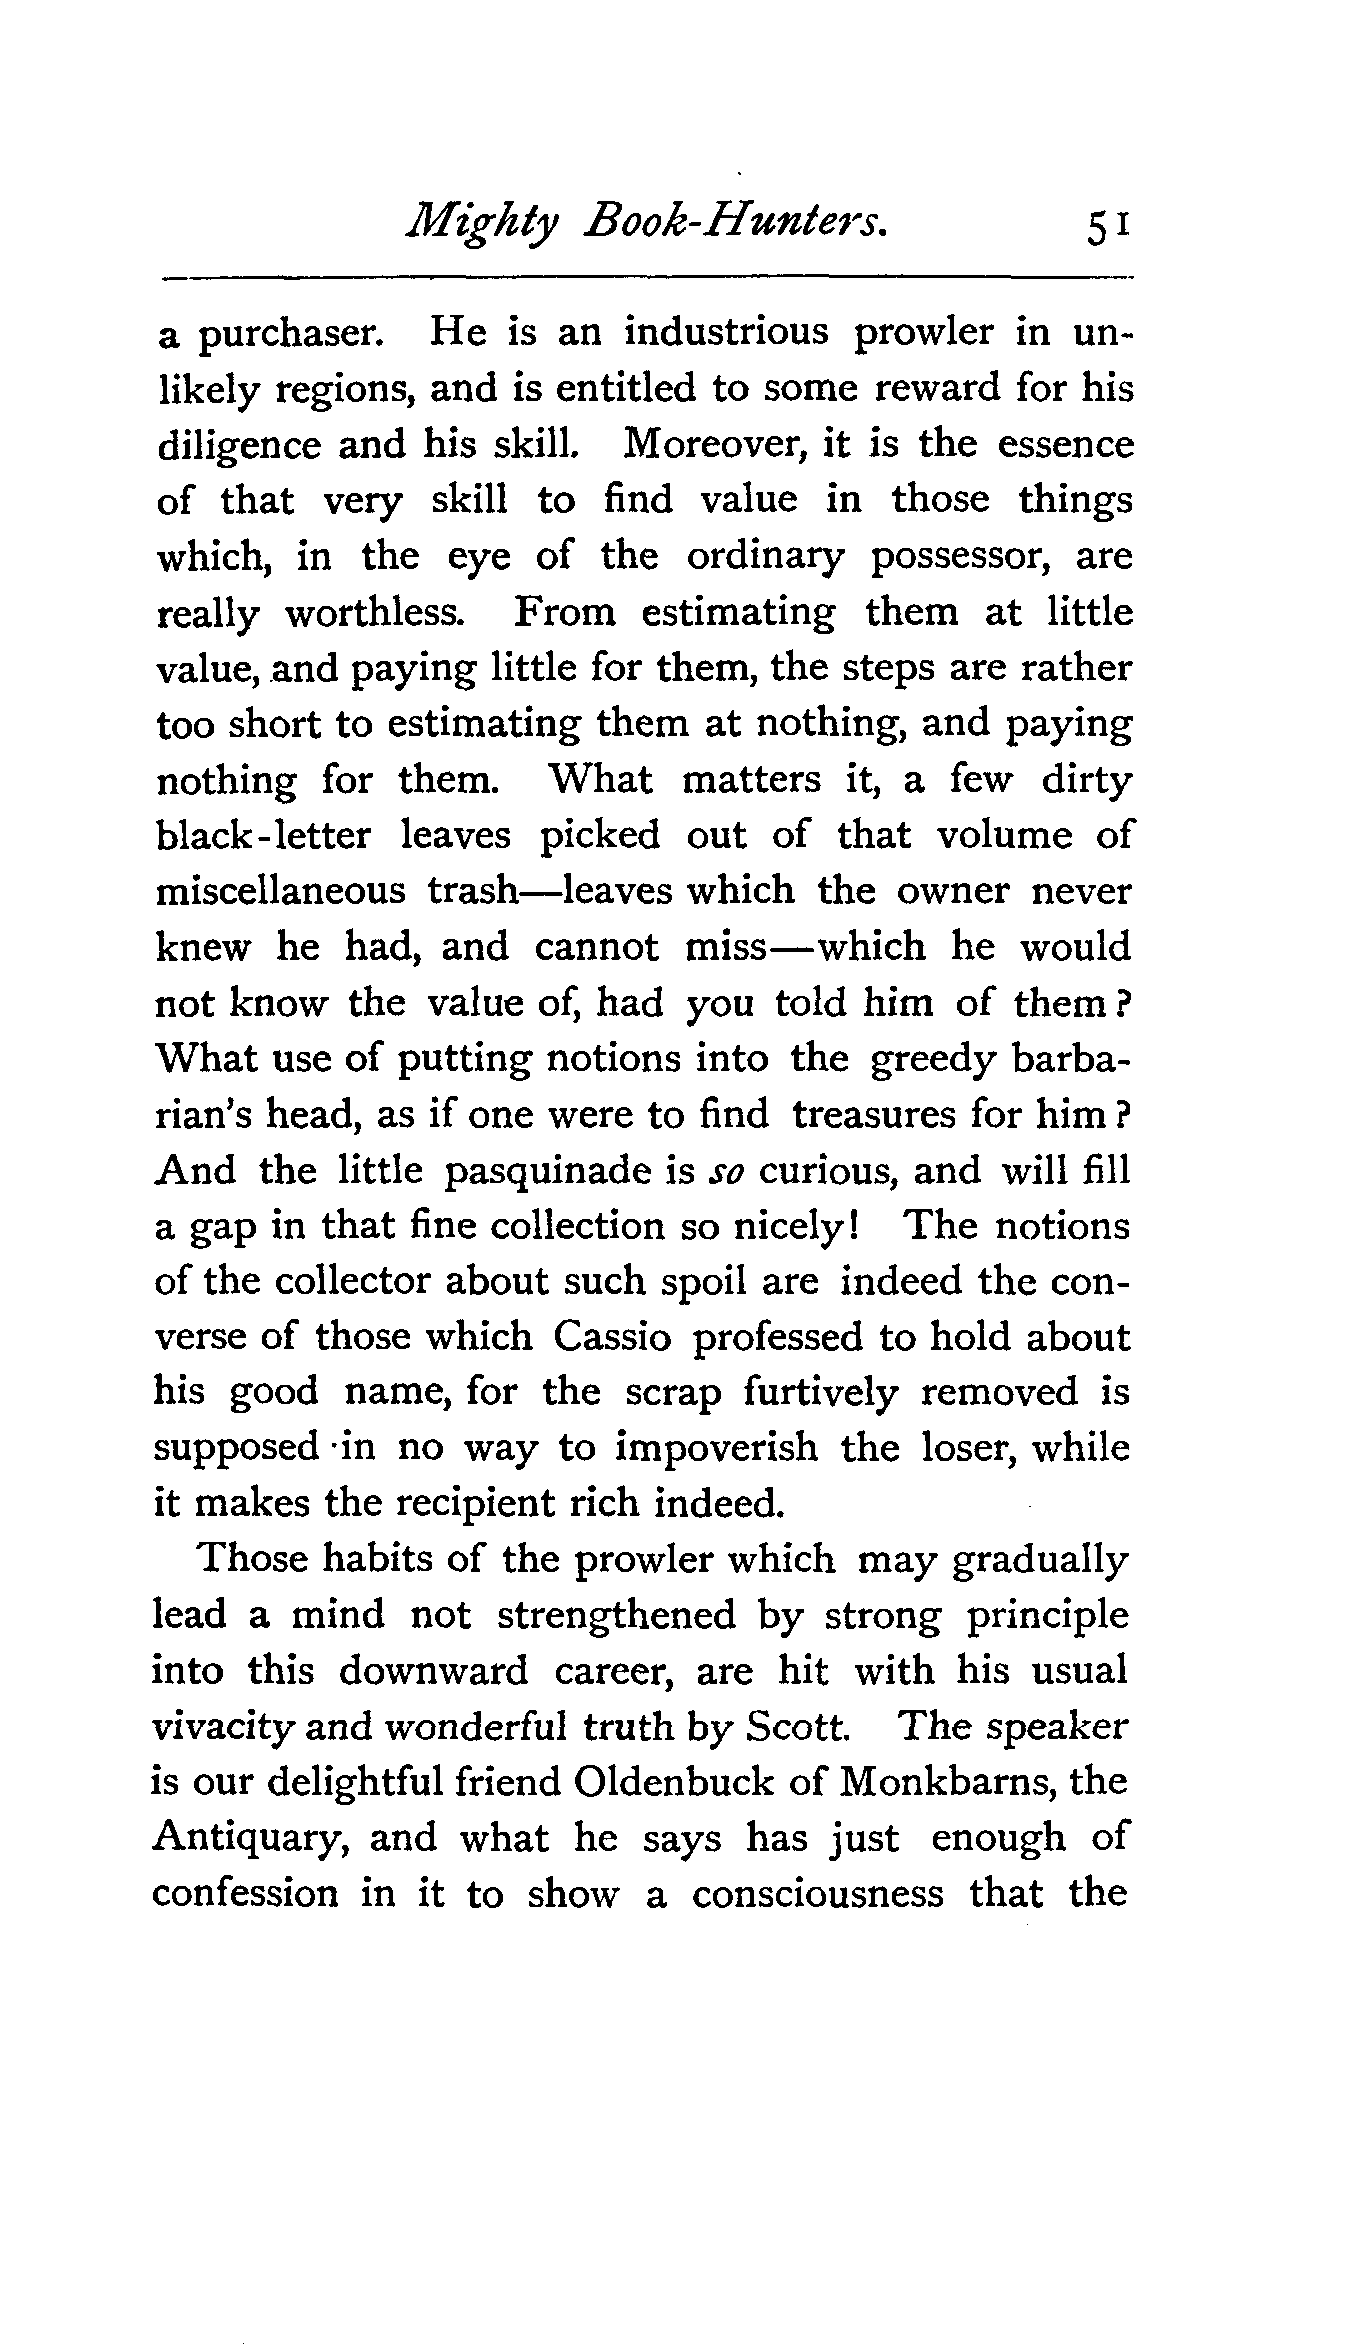 Mighty Book-Hunters. 51
a purchaser. He is an industrious prowler in un-
likely regions, and is entitled to some reward for his
diligence and his skill. Moreover, it is the essence
of that very skill to find value in those things
which, in the eye of the ordinary possessor, are
really worthless. From estimating them at little
value, and paying little for them, the steps are rather
too short to estimating them at nothing, and paying
nothing for them. What matters it, a few dirty
black-letter leaves picked out of that volume of
miscellaneous trash—leaves which the owner never
knew he had, and cannot miss—which he would
not know the value of, had you told him of them?
What use of putting notions into the greedy barba-
rian's head, as if one were to find treasures for him?
And the little pasquinade is so curious, and will fill
a gap in that fine collection so nicely! The notions
of the collector about such spoil are indeed the con-
verse of those which Cassio professed to hold about
his good name, for the scrap furtively removed is
supposed in no way to impoverish the loser, while
it makes the recipient rich indeed.
Those habits of the prowler which may gradually
lead a mind not strengthened by strong principle
into this downward career, are hit with his usual
vivacity and wonderful truth by Scott. The speaker
is our delightful friend Oldenbuck of Monkbarns, the
Antiquary, and what he says has just enough of
confession in it to show a consciousness that the